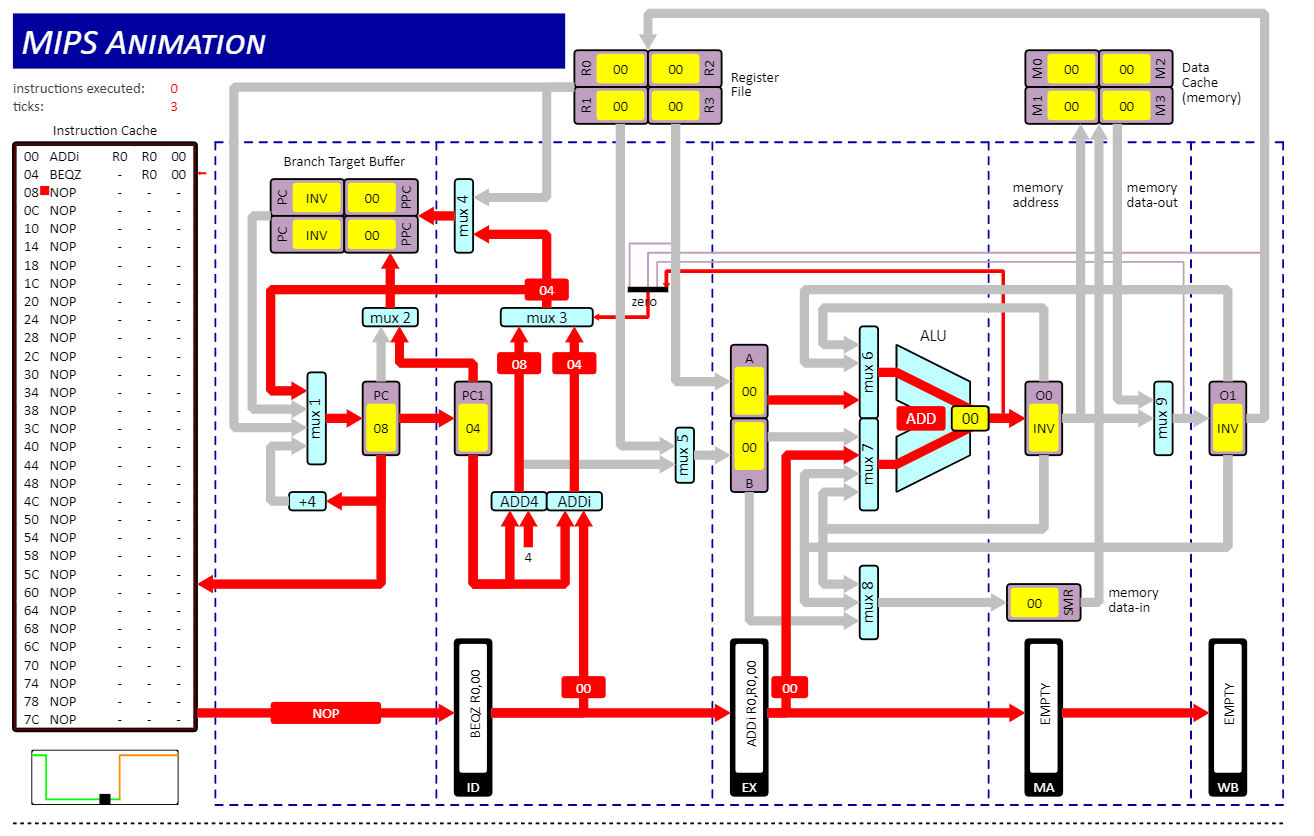 MIPS ANIMATION
instructions executed: 0
ticks: 3
Instruction Cache
00 ADDi R0 R0 00
04 BEQZ - R0 00
08 NOP - - -
0C NOP - - -
10 NOP - - -
14 NOP - - -
18 NOP - - -
1C NOP - - -
20 NOP - - -
24 NOP - - -
28 NOP - - -
2C NOP - - -
30 NOP - - -
34 NOP - - -
38 NOP - - -
3C NOP - - -
40 NOP - - -
44 NOP - - -
48 NOP - - -
4C NOP - - -
50 NOP - - -
54 NOP - - -
58 NOP - - -
5C NOP - - -
60 NOP - - -
64 NOP - - -
68 NOP - - -
6C NOP - - -
70 NOP - - -
74 NOP - - -
78 NOP - - -
7C NOP - - -
R0 00 00 R2
R1 00 00 R3
Register
File
M0 00 00 M2
M1 00 00 M3
Data
Cache
(memory)
Branch Target Buffer
PC INV 00 PPC
PC INV 00 PPC
mux 4
memory
address
memory
data-out
04
zero
mux 2
mux 3
08
04
ALU
mux 1
PC
08
PC1
04
A
00
00
B
mux 5
mux 6
mux 7
ADD
00
O0
INV
mux 9
O1
INV
+4
ADD4
ADDi
4
mux 8
00 SMR
memory
data-in
NOP
BEQZ R0,00
ID
00
ADDi R0,R0,00
EX
00
EMPTY
MA
EMPTY
WB